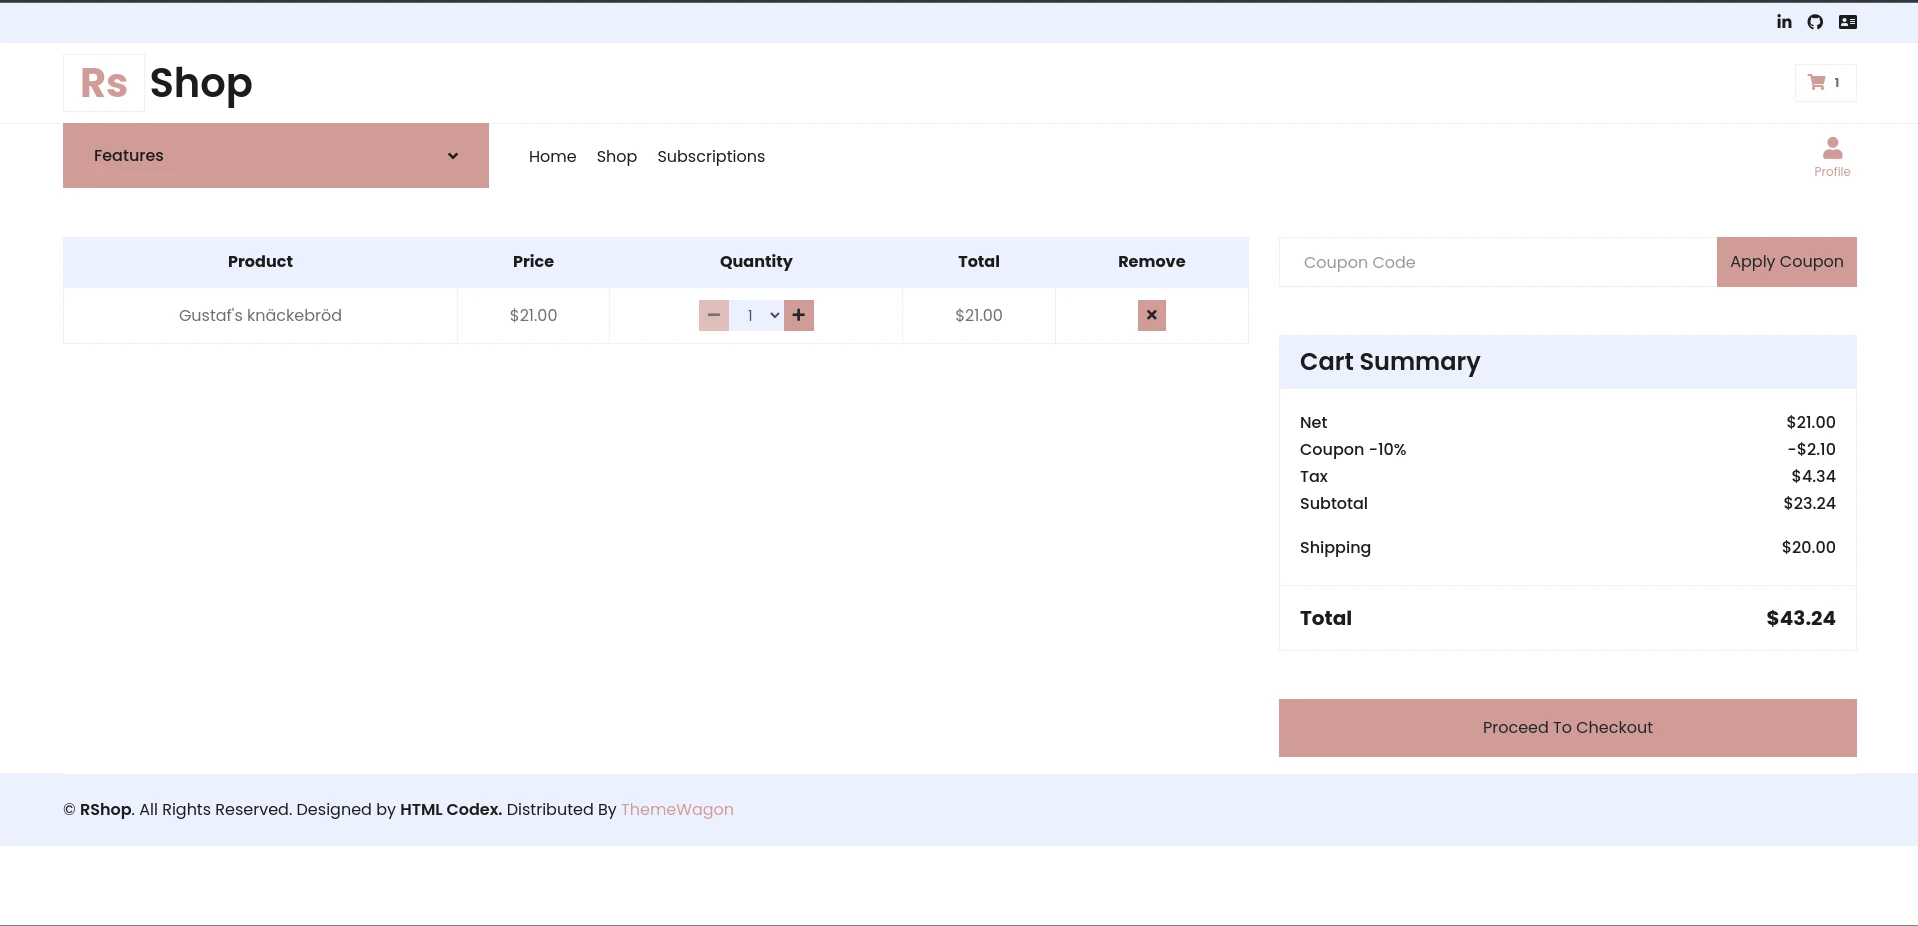 Rs Shop
1
Features
Home Shop Subscriptions
Profile
Product Price Quantity Total Remove
Gustaf's knäckebröd $21.00 1 $21.00
Coupon Code Apply Coupon
Cart Summary
Net $21.00
Coupon -10% -$2.10
Tax $4.34
Subtotal $23.24
Shipping $20.00
Total $43.24
Proceed To Checkout
© RShop. All Rights Reserved. Designed by HTML Codex. Distributed By ThemeWagon